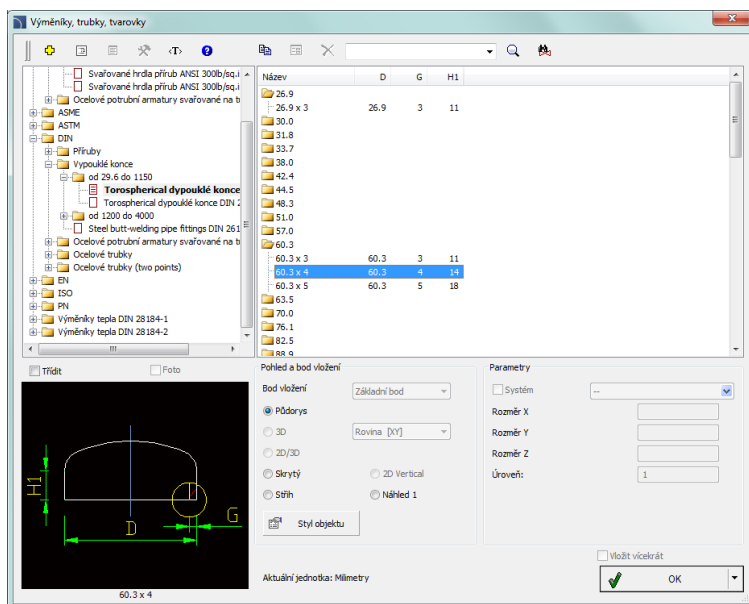 Výměníky, trubky, tvarovky
Svařované hrdla přírub ANSI 300lb/sq.i
Svařované hrdla přírub ANSI 300lb/sq.i
Ocelové potrubní armatury svařované na t
ASME
ASTM
DIN
Příruby
Vypouklé konce
od 29.6 do 1150
Torospherical dypouklé konce
Torospherical dypouklé konce DIN 2
od 1200 do 4000
Steel butt-welding pipe fittings DIN 261
Ocelové potrubní armatury svařované na t
Ocelové trubky
Ocelové trubky (two points)
EN
ISO
PN
Výměníky tepla DIN 28184-1
Výměníky tepla DIN 28184-2
Název D G H1
26.9
26.9 x 3 26.9 3 11
30.0
31.8
33.7
38.0
42.4
44.5
48.3
51.0
57.0
60.3
60.3 x 3 60.3 3 11
60.3 x 4 60.3 4 14
60.3 x 5 60.3 5 18
63.5
70.0
76.1
82.5
88.9
Třídit Foto
H1
D
G
60.3 x 4
Pohled a bod vložení
Bod vložení Základní bod
Půdorys
3D Rovina [XY]
2D/3D
Skrytý 2D Vertical
Střih Náhled 1
Styl objektu
Aktuální jednotka: Milimetry
Parametry
Systém --
Rozměr X
Rozměr Y
Rozměr Z
Úroveň: 1
Vložit vícekrát
OK